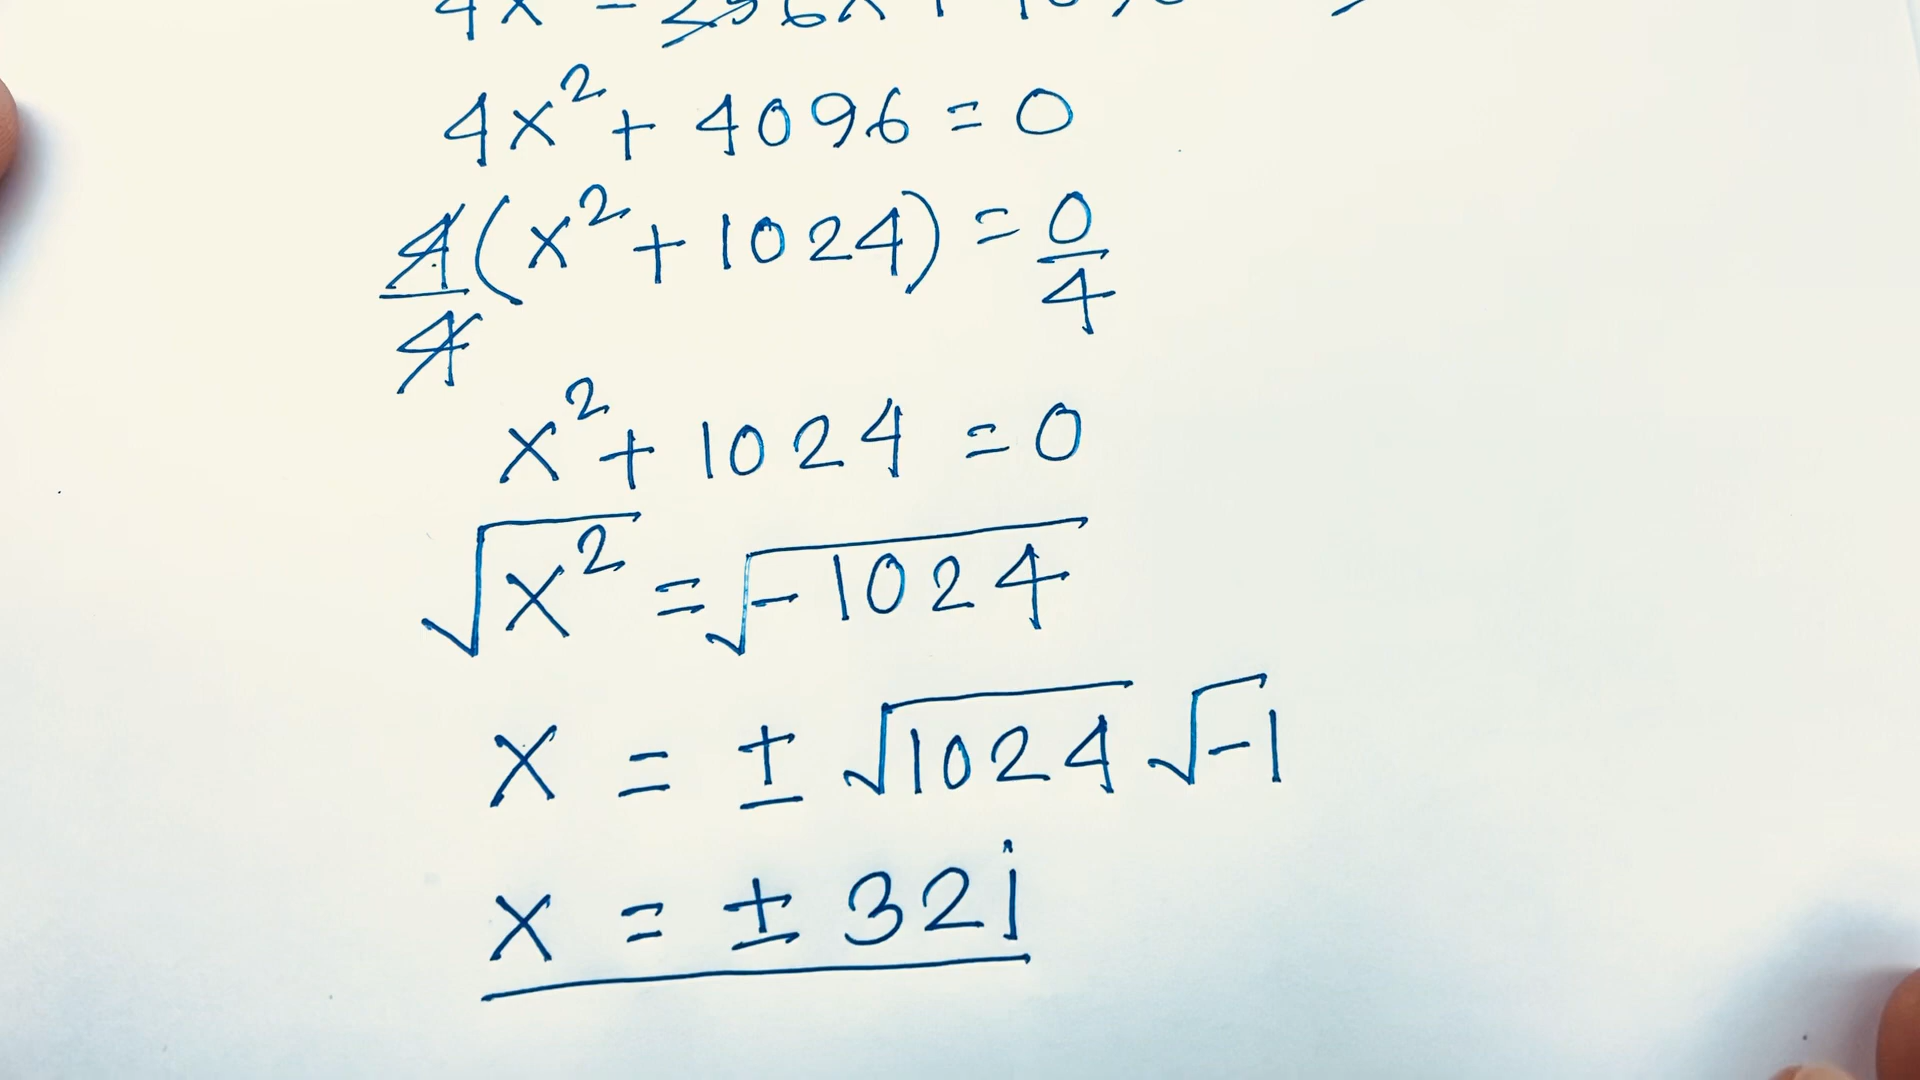 4x² + 4096 = 0
4(x² + 1024) = 0
4 4
x² + 1024 = 0
√x² = √-1024
x = ± √1024 √-1
x = ± 32i